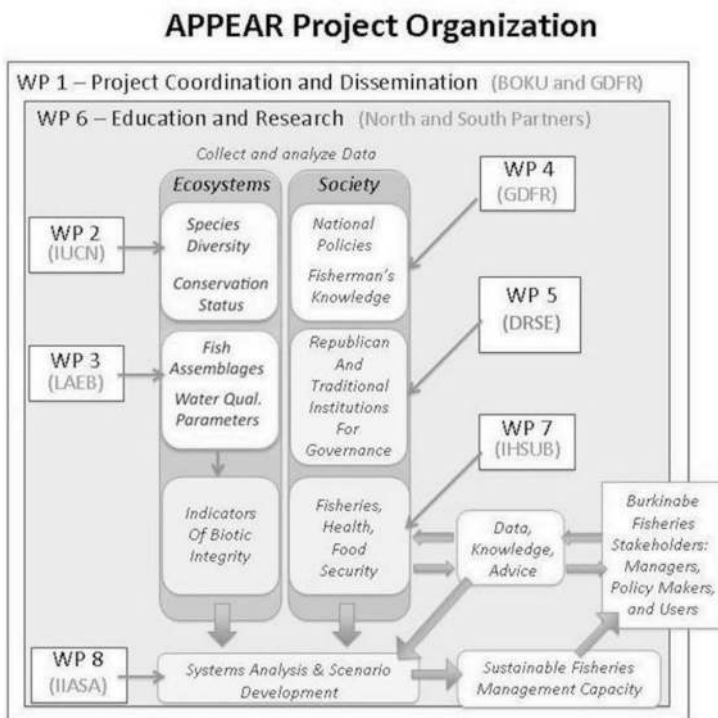 APPEAR Project Organization
WP 1 – Project Coordination and Dissemination (BOKU and GDFR)
WP 6 – Education and Research (North and South Partners)
Collect and analyze Data
Ecosystems
Society
WP 2
(IUCN)
Species
Diversity
Conservation
Status
National
Policies
Fisherman's
Knowledge
WP 4
(GDFR)
WP 3
(LAEB)
Fish
Assemblages
Water Qual.
Parameters
Republican
And
Traditional
Institutions
For
Governance
WP 5
(DRSE)
WP 7
(IHSUB)
Indicators
Of Biotic
Integrity
Fisheries,
Health,
Food
Security
Data,
Knowledge,
Advice
Burkinabe
Fisheries
Stakeholders:
Managers,
Policy Makers,
and Users
WP 8
(IIASA)
Systems Analysis & Scenario
Development
Sustainable Fisheries
Management Capacity